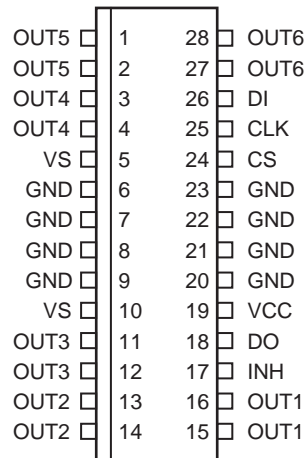 OUT5 1 28 OUT6
OUT5 2 27 OUT6
OUT4 3 26 DI
OUT4 4 25 CLK
VS 5 24 CS
GND 6 23 GND
GND 7 22 GND
GND 8 21 GND
GND 9 20 GND
VS 10 19 VCC
OUT3 11 18 DO
OUT3 12 17 INH
OUT2 13 16 OUT1
OUT2 14 15 OUT1